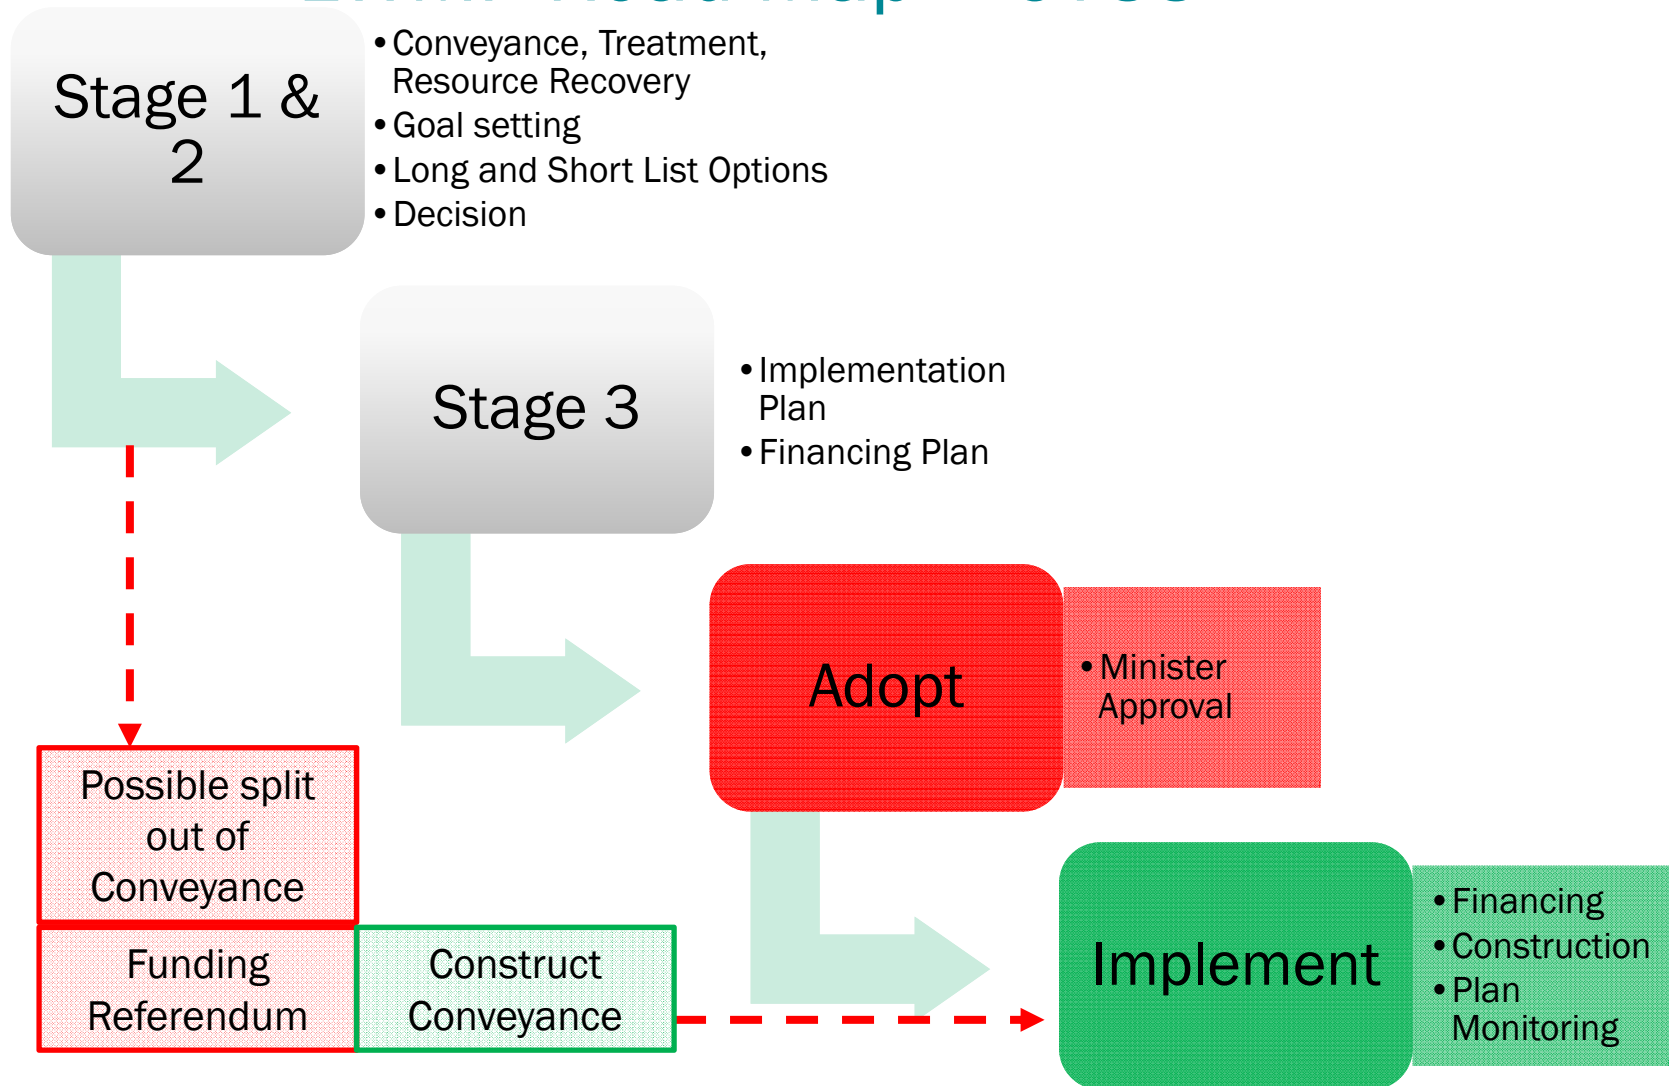 Stage 1 &
2
•Conveyance, Treatment,
Resource Recovery
•Goal setting
•Long and Short List Options
•Decision
Stage 3
•Implementation
Plan
•Financing Plan
Adopt
•Minister
Approval
Possible split
out of
Conveyance
Funding
Referendum
Construct
Conveyance
Implement
•Financing
•Construction
•Plan
Monitoring